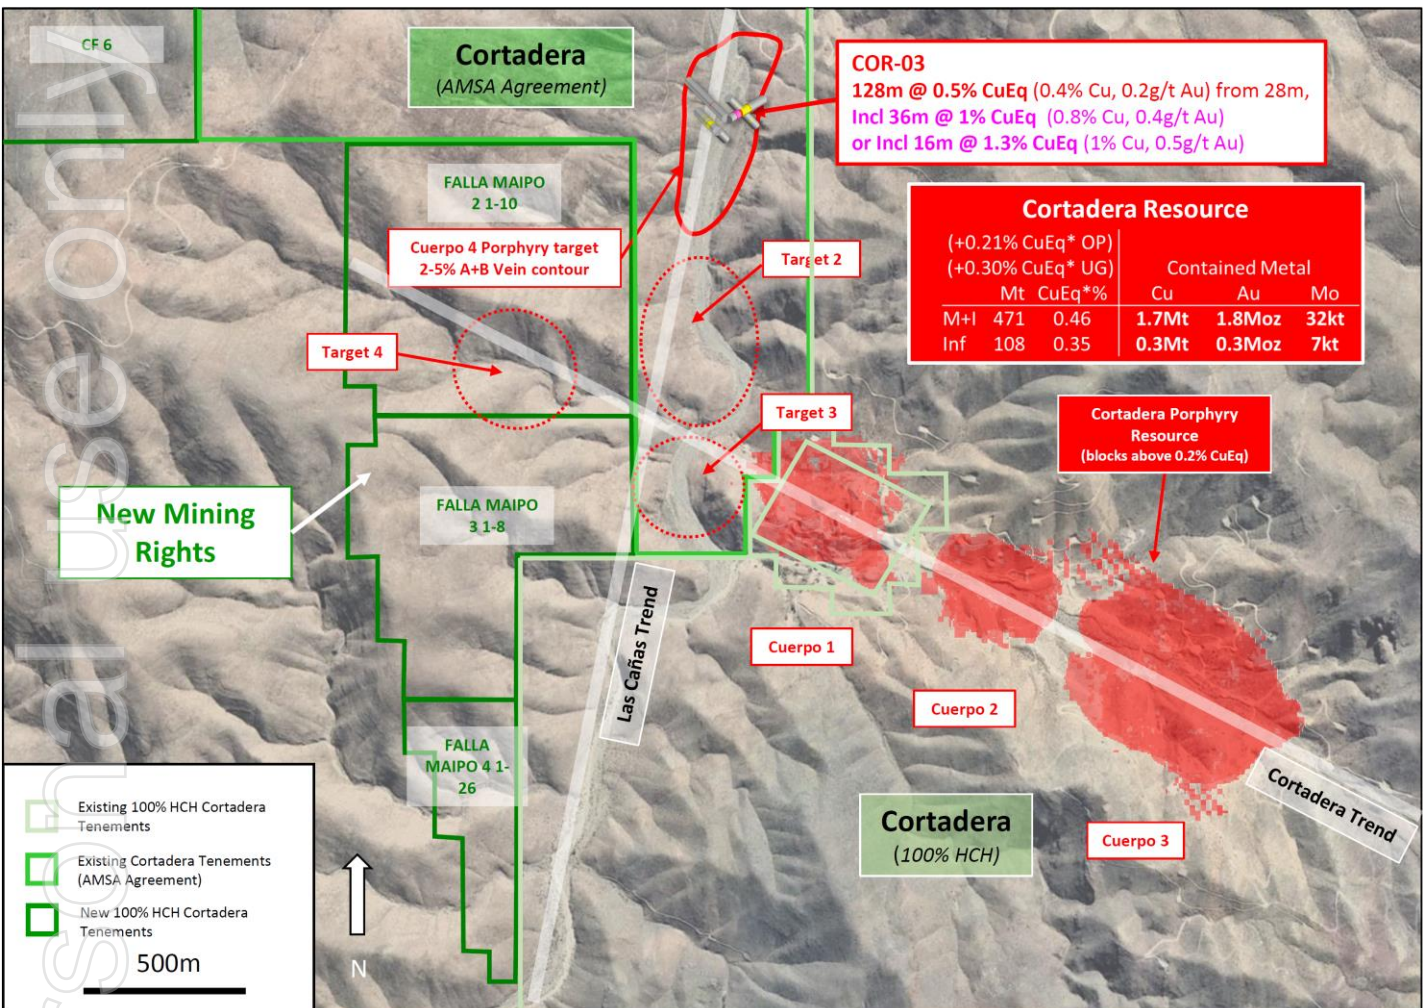 For personal use only
CF 6
Cortadera
(AMSA Agreement)
COR-03
128m @ 0.5% CuEq (0.4% Cu, 0.2g/t Au) from 28m,
Incl 36m @ 1% CuEq (0.8% Cu, 0.4g/t Au)
or Incl 16m @ 1.3% CuEq (1% Cu, 0.5g/t Au)
FALLA MAIPO
2 1-10
Cuerpo 4 Porphyry target
2-5% A+B Vein contour
Target 2
Cortadera Resource
(+0.21% CuEq* OP)
(+0.30% CuEq* UG) Contained Metal
Mt CuEq*% Cu Au Mo
M+I 471 0.46 1.7Mt 1.8Moz 32kt
Inf 108 0.35 0.3Mt 0.3Moz 7kt
Target 4
Target 3
Cortadera Porphyry
Resource
(blocks above 0.2% CuEq)
New Mining
Rights
FALLA MAIPO
3 1-8
Las Cañas Trend
Cuerpo 1
Cuerpo 2
FALLA
MAIPO 4 1-
26
Cortadera
(100% HCH)
Cuerpo 3
Cortadera Trend
Existing 100% HCH Cortadera
Tenements
Existing Cortadera Tenements
(AMSA Agreement)
New 100% HCH Cortadera
Tenements
500m
N